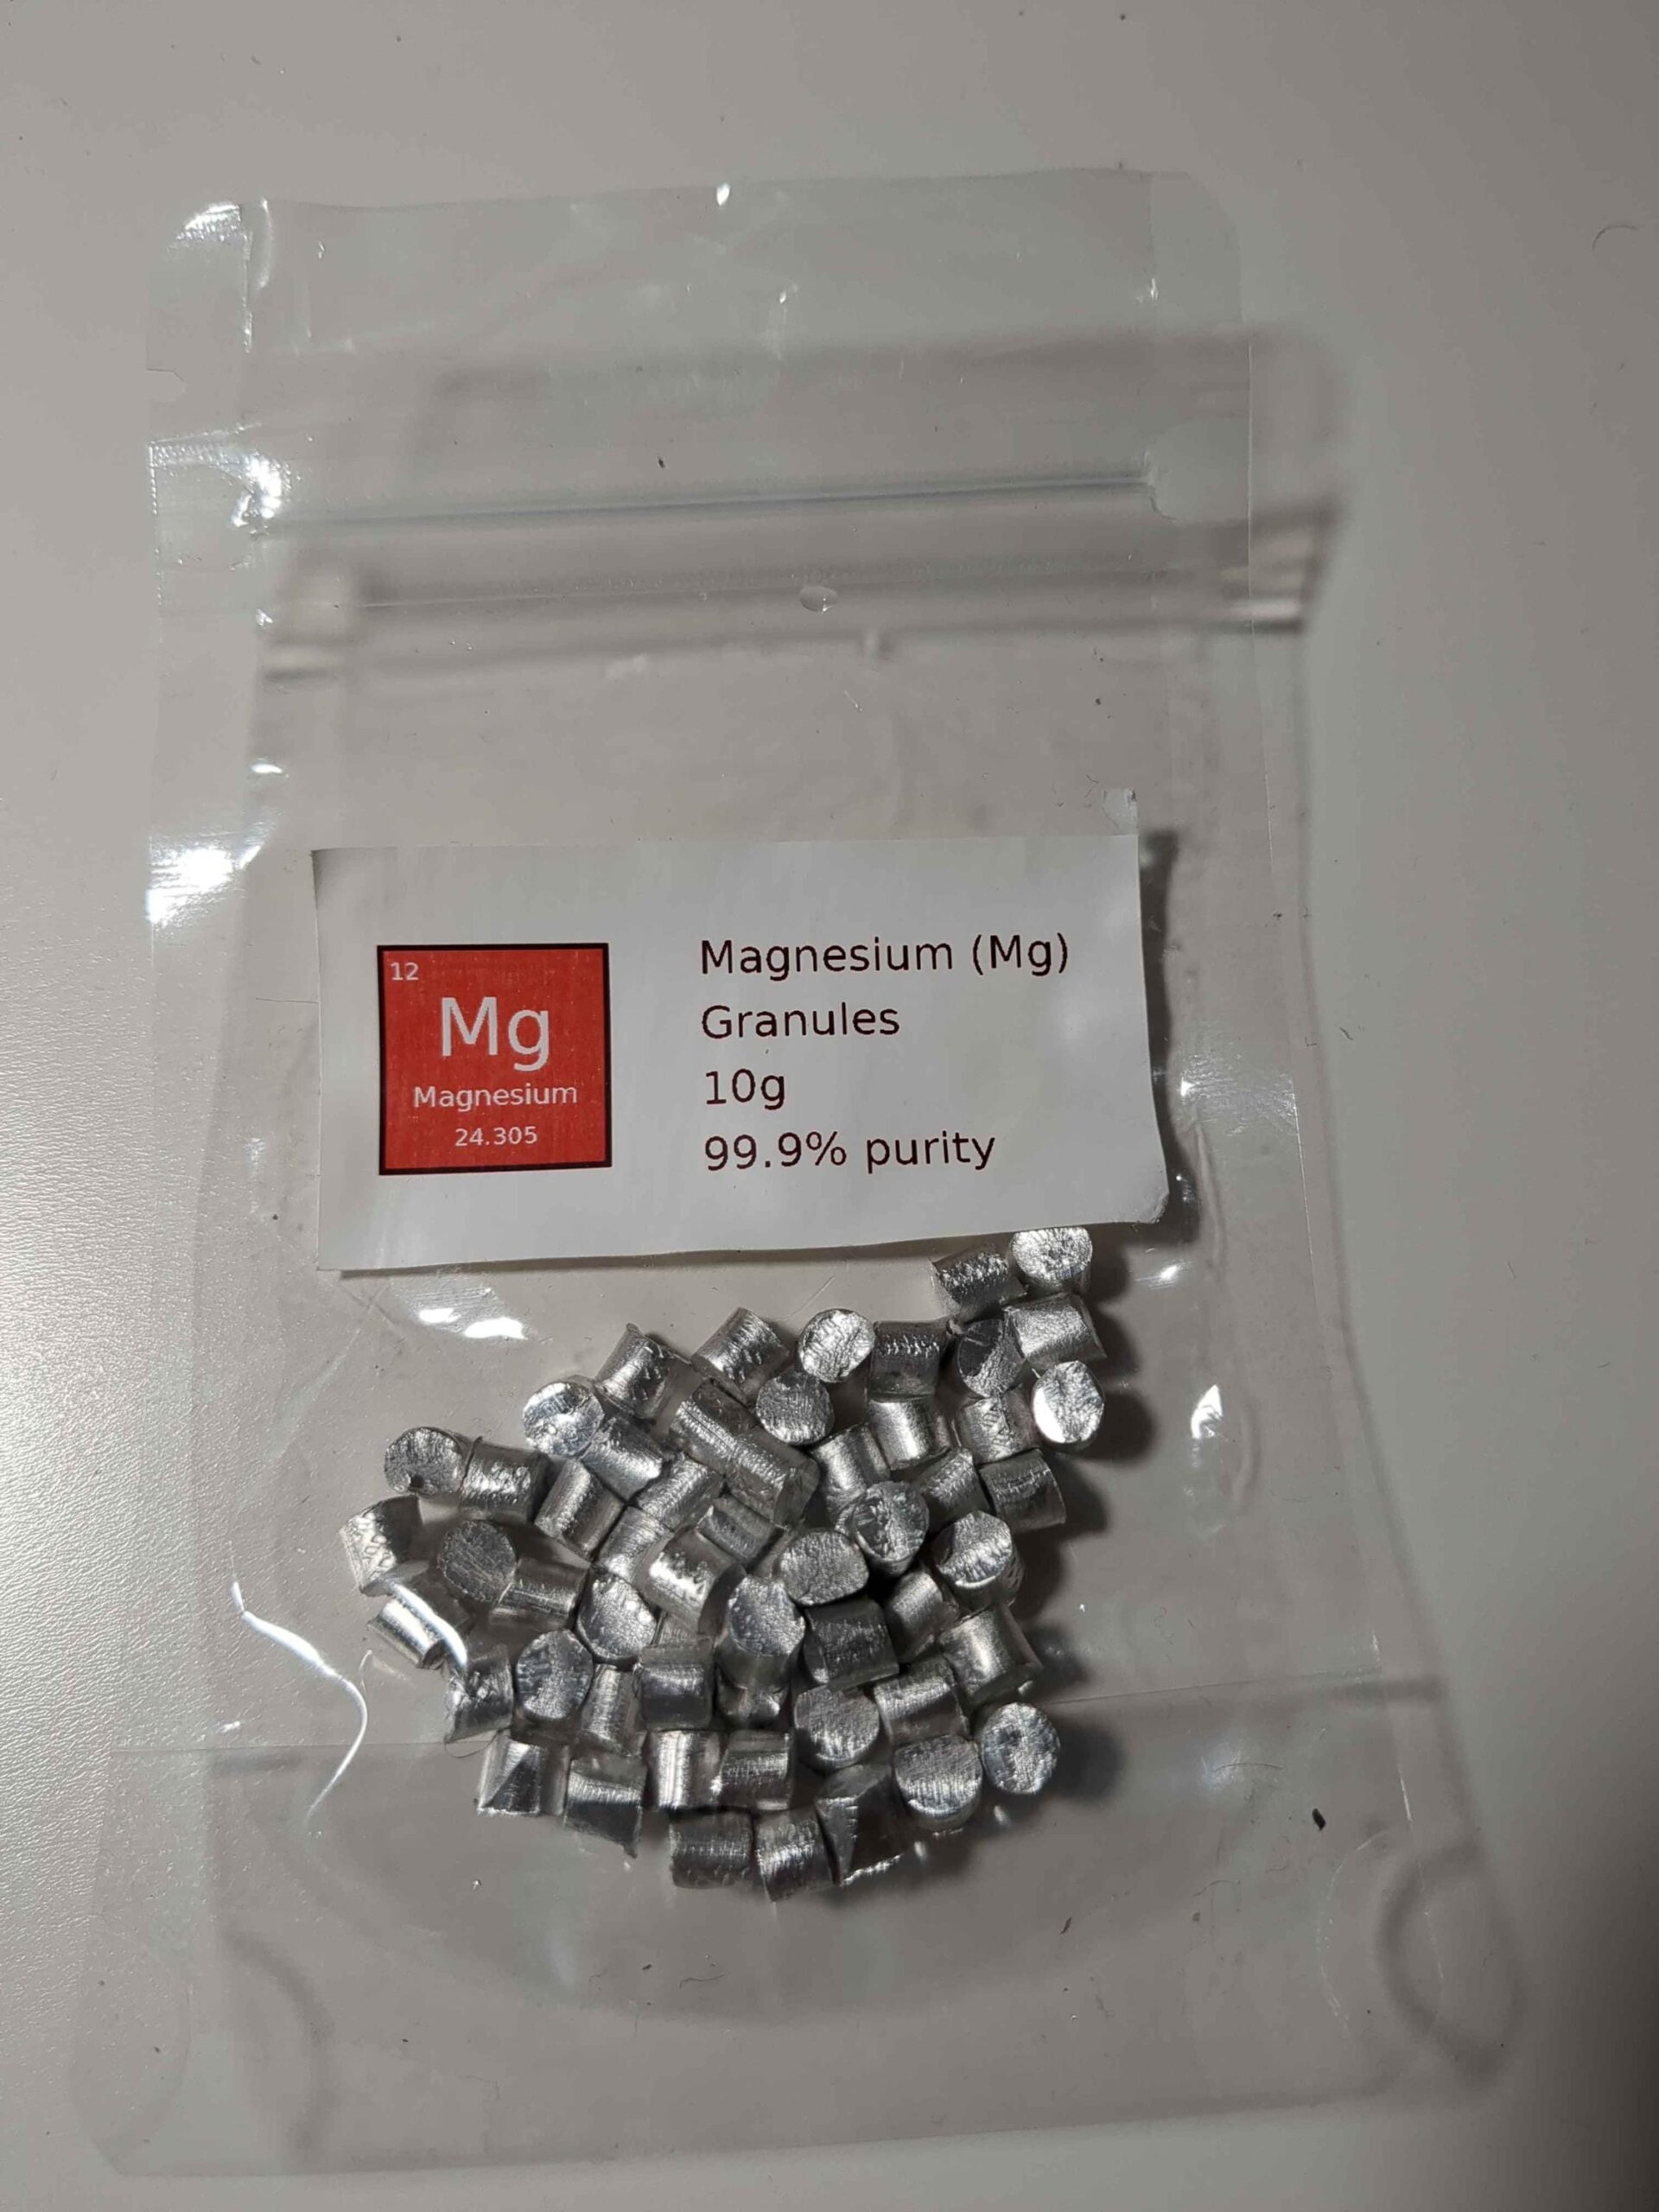 12
Mg
Magnesium
24.305
Magnesium (Mg)
Granules
10g
99.9% purity